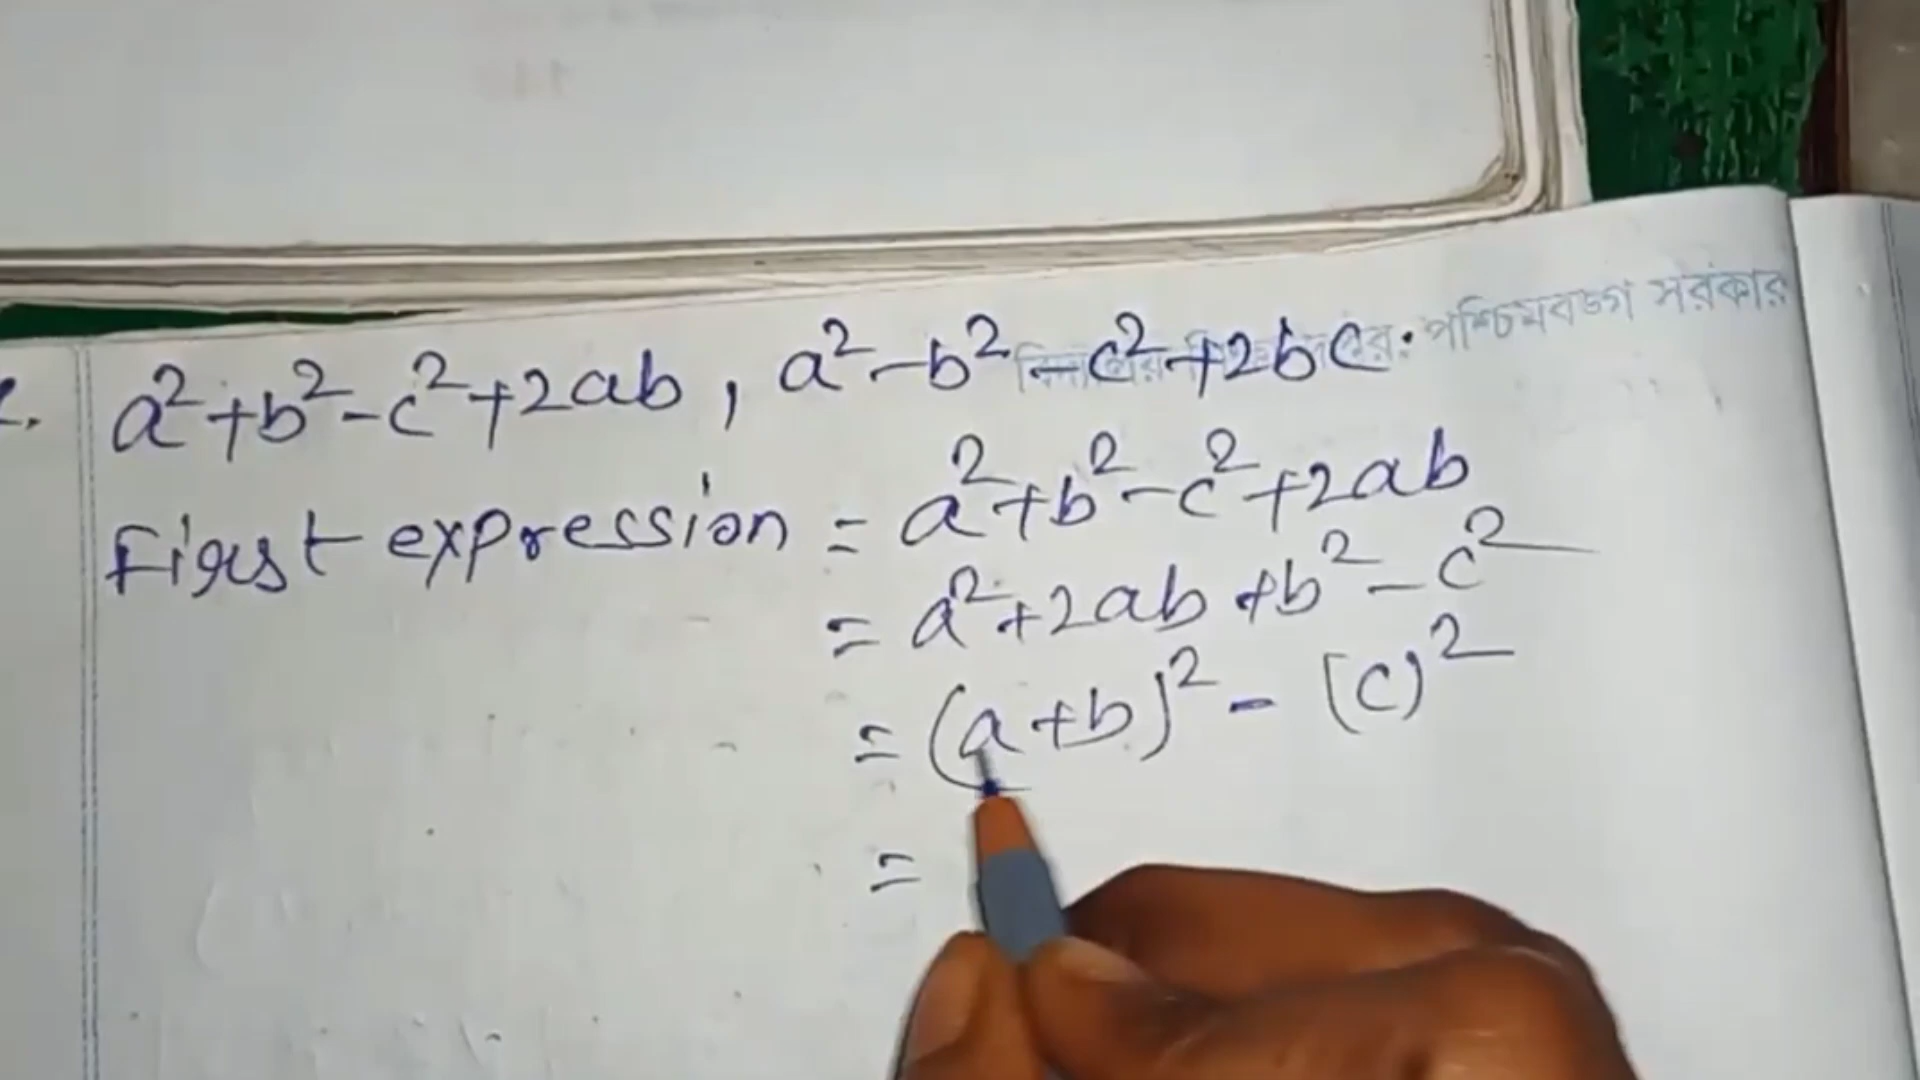 a²+b²-c²+2ab, a²-b²-c²+2bc.
পশ্চিমবঙ্গ সরকার
First expression = a²+b²-c²+2ab
= a²+2ab+b²-c²
= (a+b)²-(c)²
=